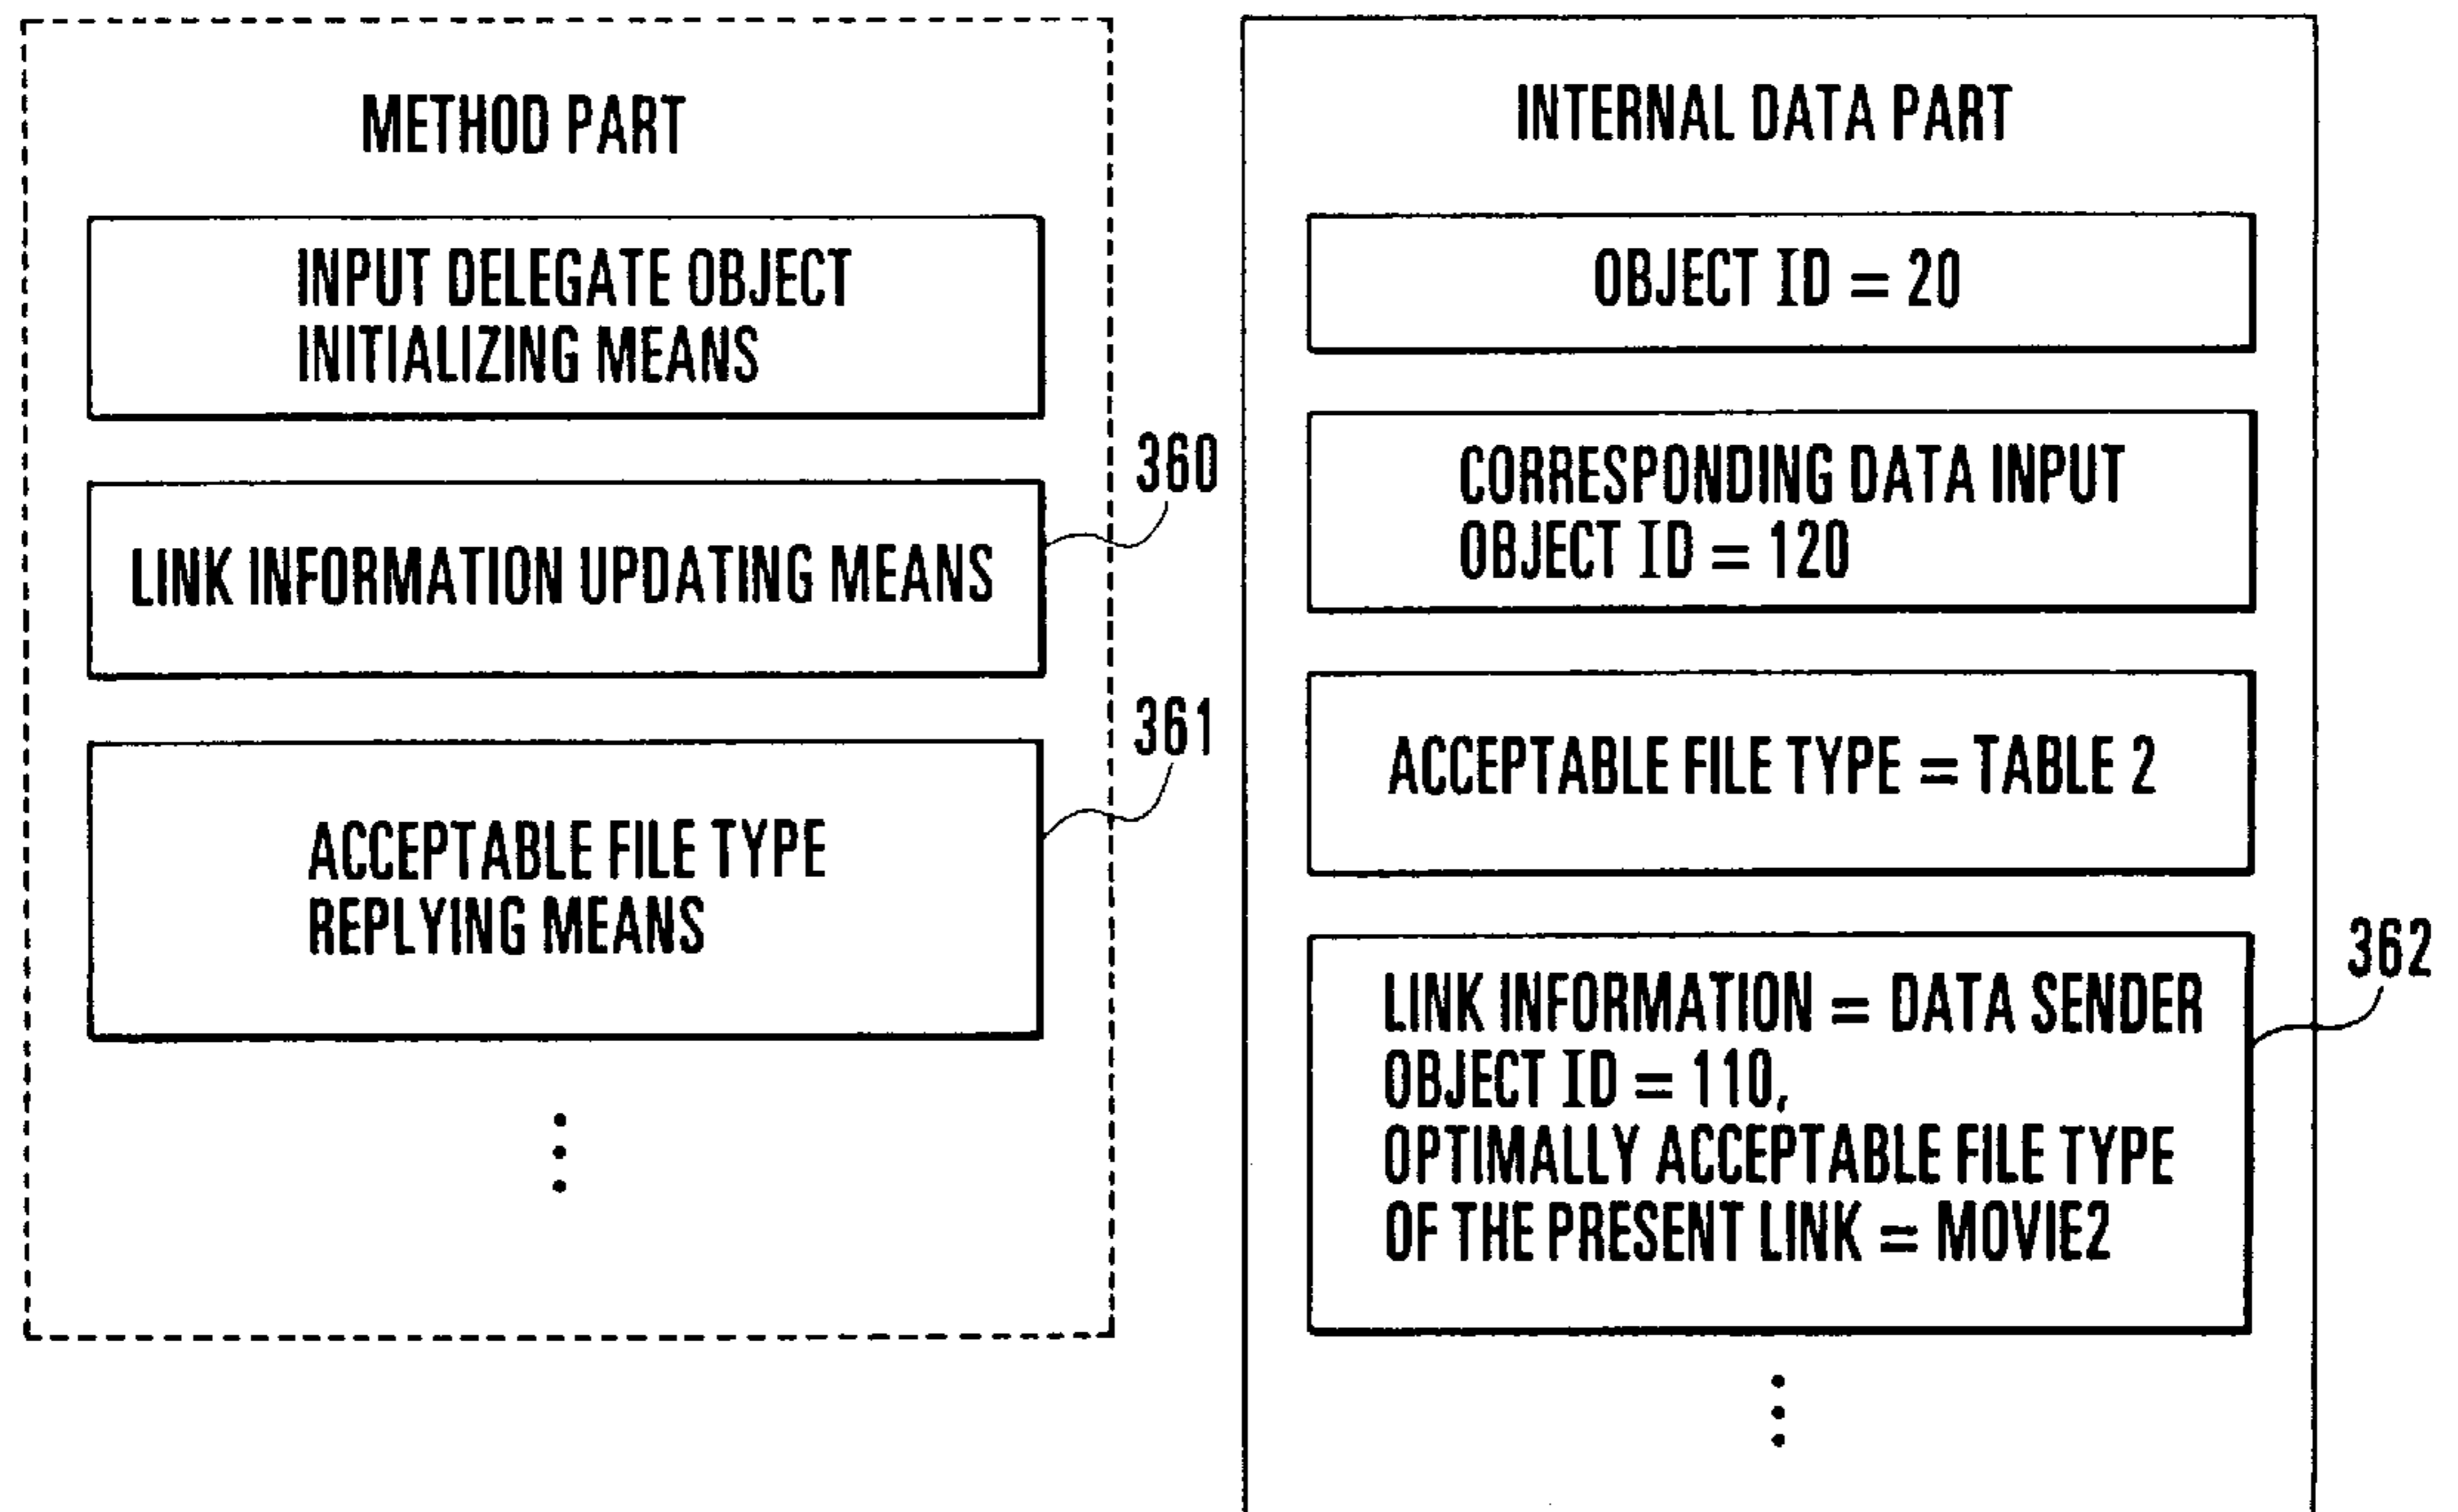 METHOD PART
INPUT DELEGATE OBJECT
INITIALIZING MEANS
360
LINK INFORMATION UPDATING MEANS
361
ACCEPTABLE FILE TYPE
REPLYING MEANS
INTERNAL DATA PART
OBJECT ID = 20
CORRESPONDING DATA INPUT
OBJECT ID = 120
ACCEPTABLE FILE TYPE = TABLE 2
362
LINK INFORMATION = DATA SENDER
OBJECT ID = 110,
OPTIMALLY ACCEPTABLE FILE TYPE
OF THE PRESENT LINK = MOVIE2